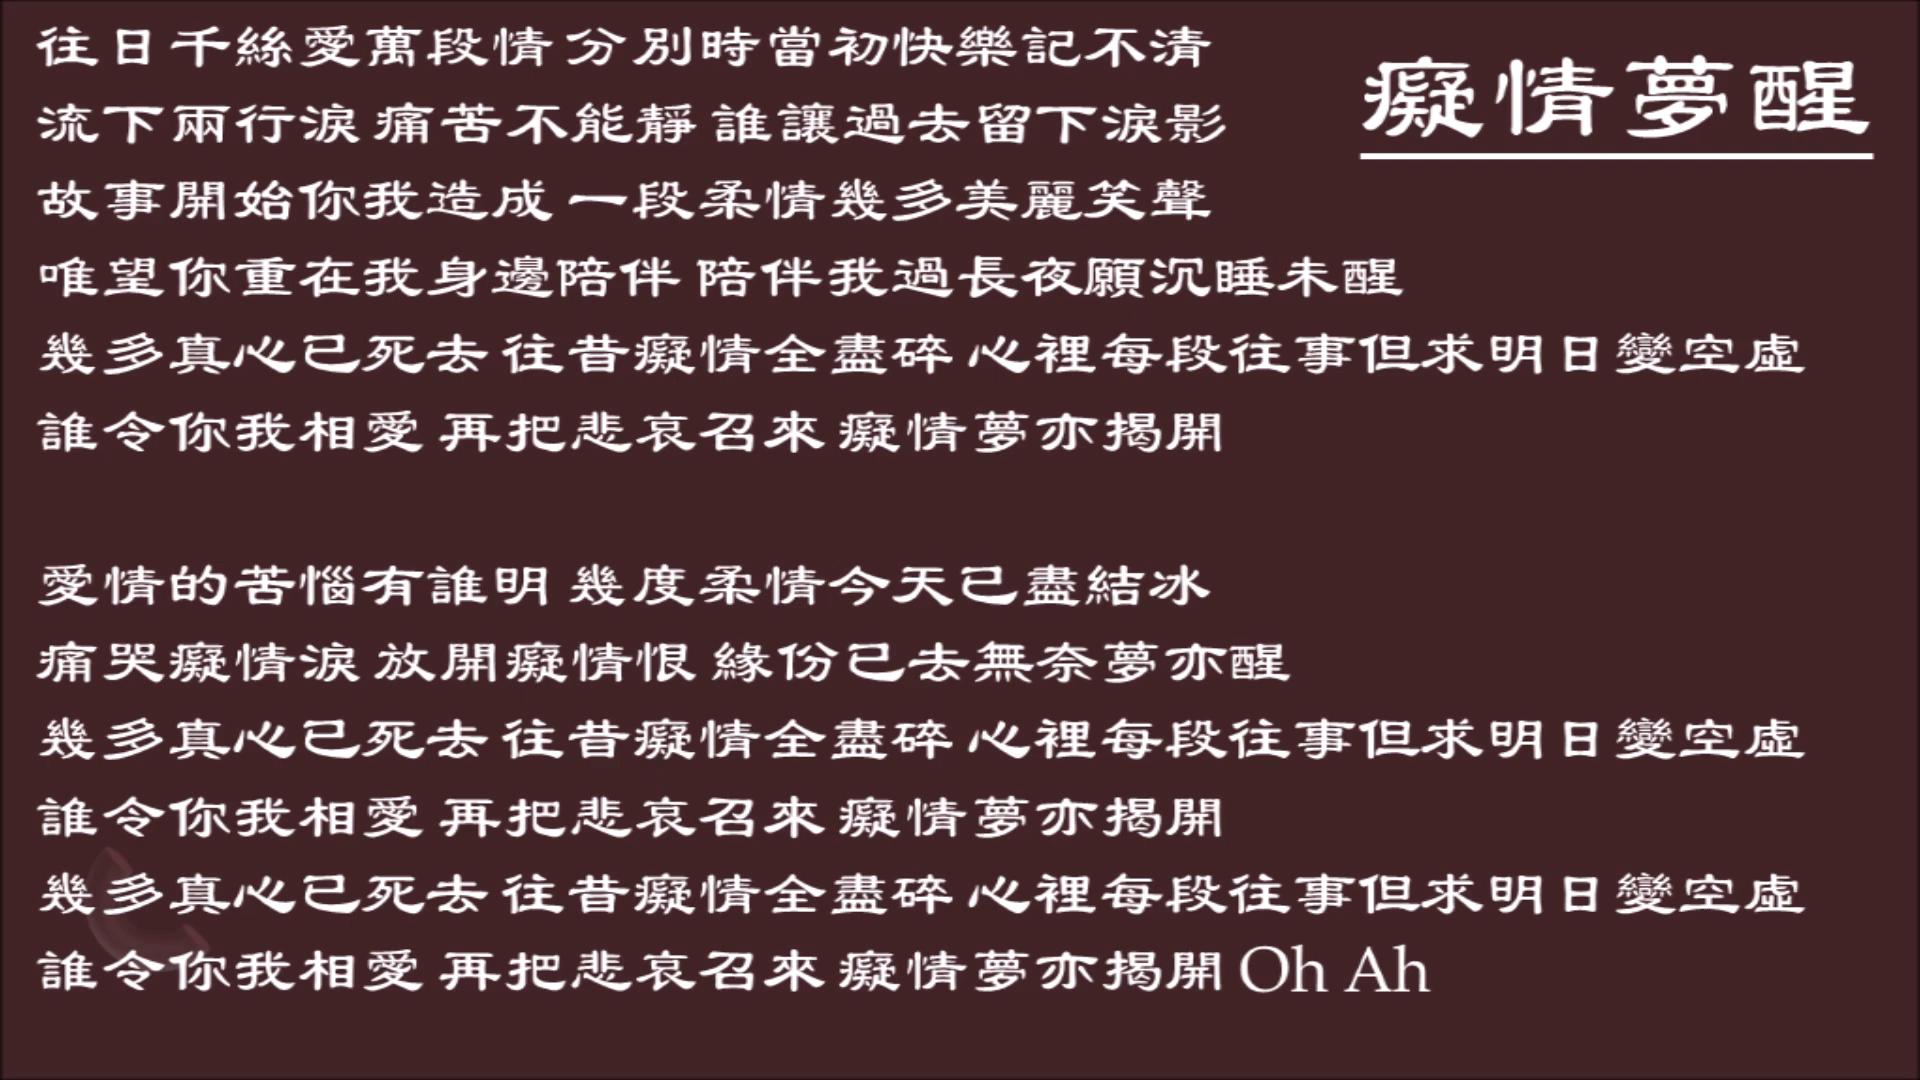 癡情夢醒
往日千絲愛萬段情 分別時當初快樂記不清
流下兩行淚 痛苦不能靜 誰讓過去留下淚影
故事開始你我造成 一段柔情幾多美麗笑聲
唯望你重在我身邊陪伴 陪伴我過長夜願沉睡未醒
幾多真心已死去 往昔癡情全盡碎 心裡每段往事但求明日變空虛
誰令你我相愛 再把悲哀召來 癡情夢亦揭開
愛情的苦惱有誰明 幾度柔情今天已盡結冰
痛哭癡情淚 放開癡情恨 緣份已去無奈夢亦醒
幾多真心已死去 往昔癡情全盡碎 心裡每段往事但求明日變空虛
誰令你我相愛 再把悲哀召來 癡情夢亦揭開
幾多真心已死去 往昔癡情全盡碎 心裡每段往事但求明日變空虛
誰令你我相愛 再把悲哀召來 癡情夢亦揭開 Oh Ah